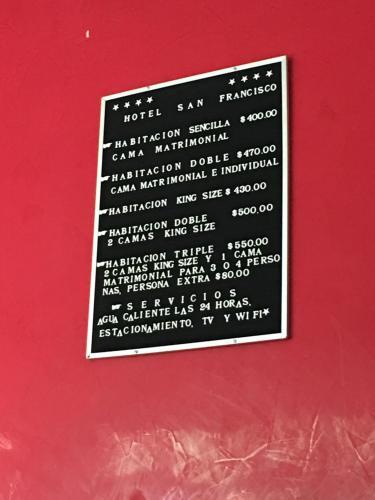 ★★★★ ★★★★
HOTEL SAN FRANCISCO
HABITACION SENCILLA $400.00
CAMA MATRIMONIAL
HABITACION DOBLE $470.00
CAMA MATRIMONIAL E INDIVIDUAL
HABITACION KING SIZE $430.00
HABITACION DOBLE $500.00
2 CAMAS KING SIZE
HABITACION TRIPLE $550.00
2 CAMAS KING SIZE Y 1 CAMA
MATRIMONIAL PARA 3 O 4 PERSO
NAS, PERSONA EXTRA $80.00
SERVICIOS
AGUA CALIENTE LAS 24 HORAS,
ESTACIONAMIENTO, TV Y WI FI★